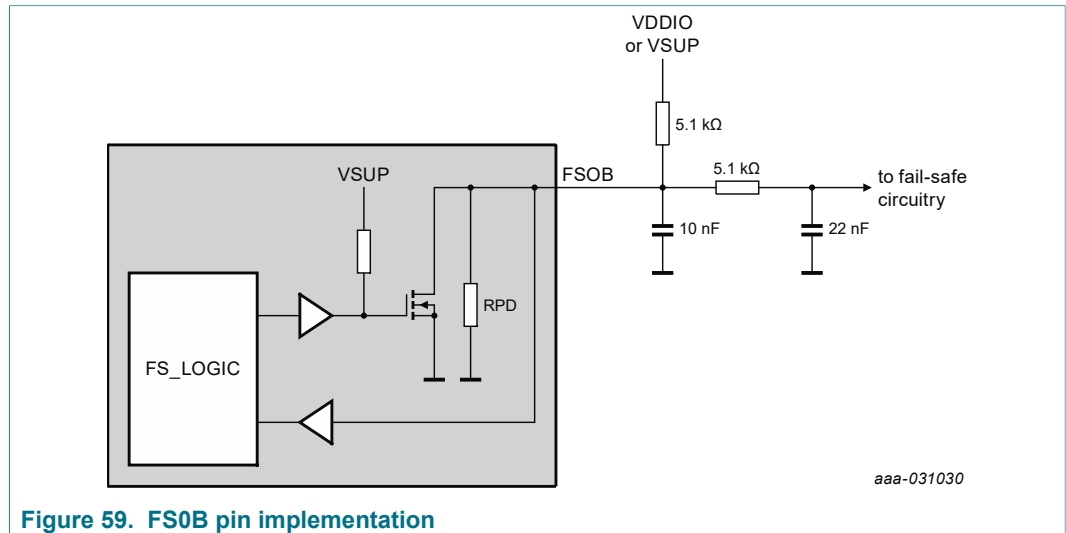 VDDIO
or VSUP
5.1 kΩ
VSUP
FSOB
5.1 kΩ
to fail-safe
circuitry
10 nF
22 nF
RPD
FS_LOGIC
aaa-031030
Figure 59. FS0B pin implementation